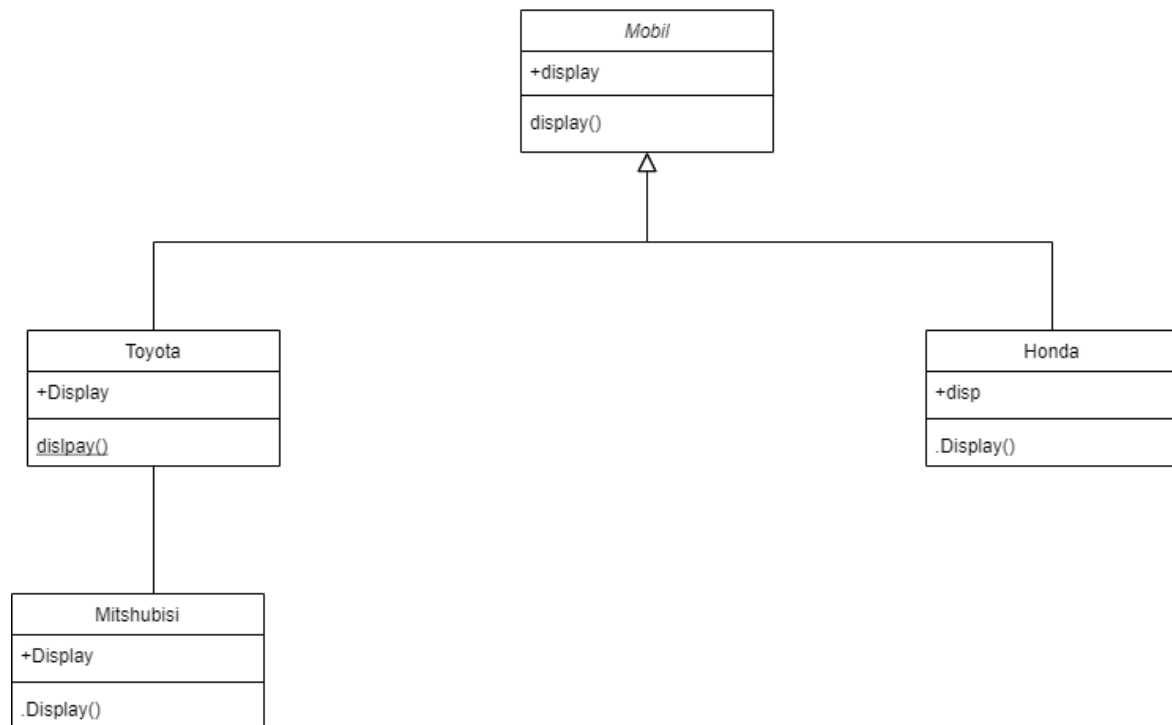 Mobil
+display
display()
Toyota
+Display
dislpay()
Honda
+disp
.Display()
Mitshubisi
+Display
.Display()